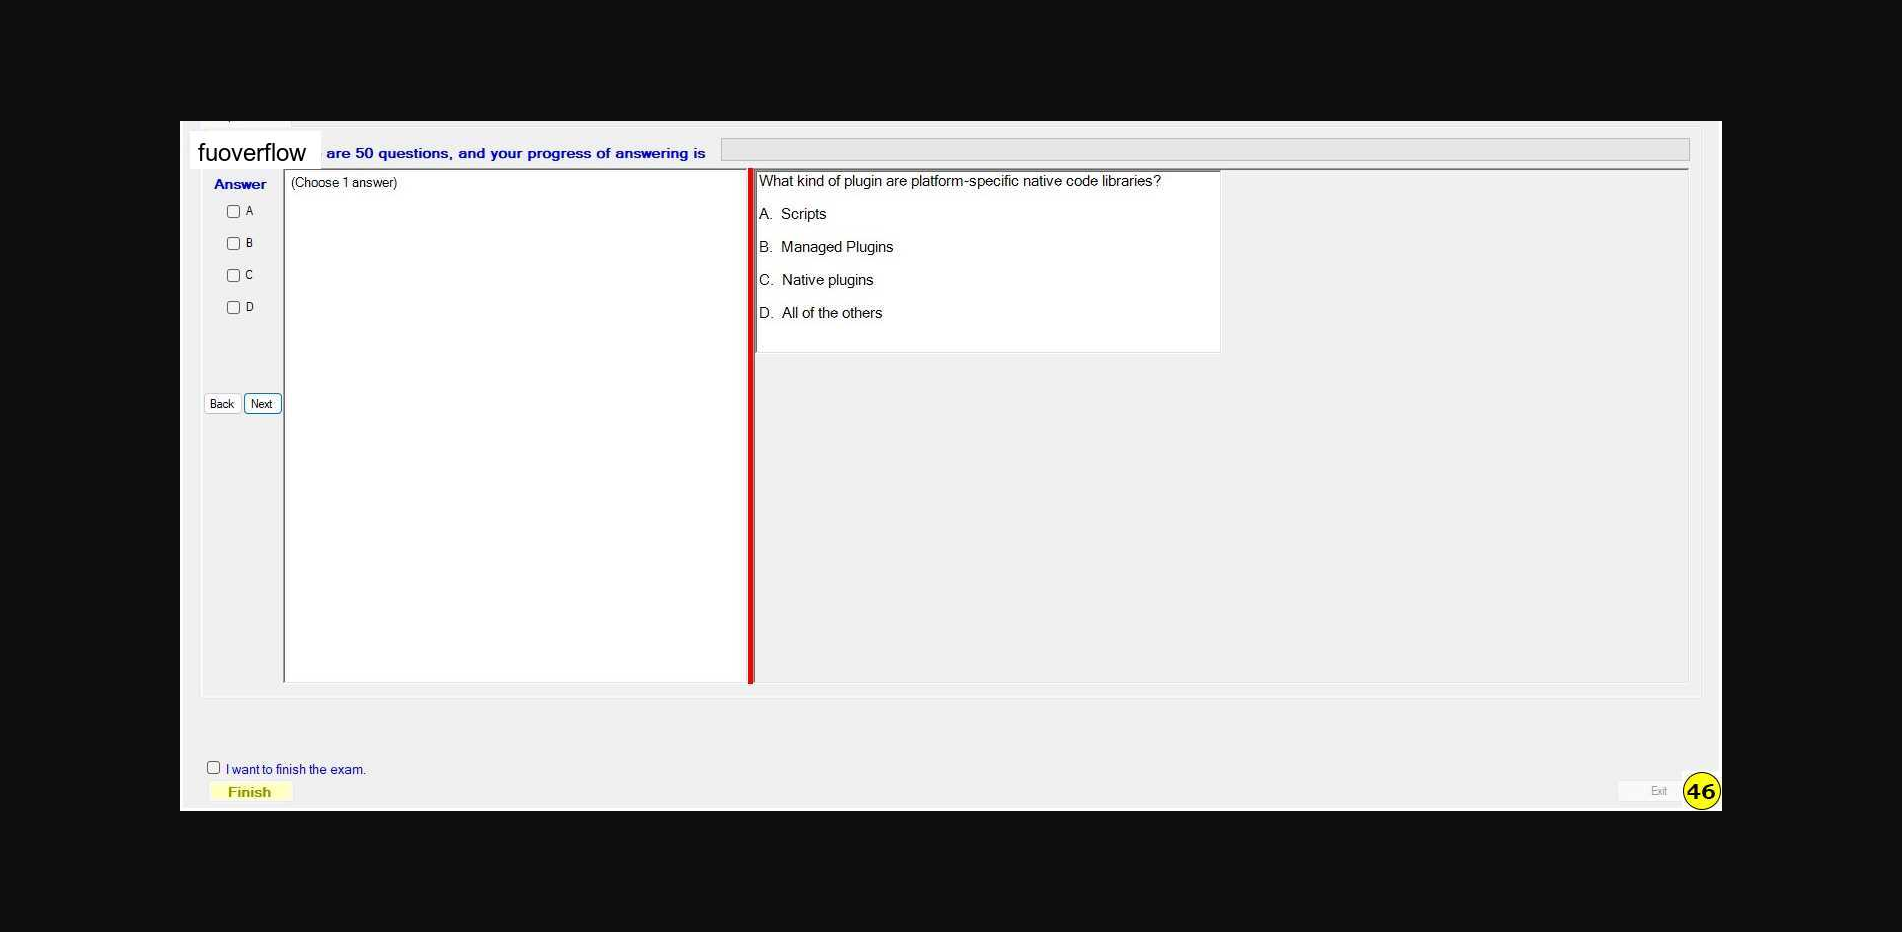 fuoverflow are 50 questions, and your progress of answering is
Answer
(Choose 1 answer)
A
B
C
D
Back Next
What kind of plugin are platform-specific native code libraries?
A. Scripts
B. Managed Plugins
C. Native plugins
D. All of the others
I want to finish the exam.
Finish
Exit
46